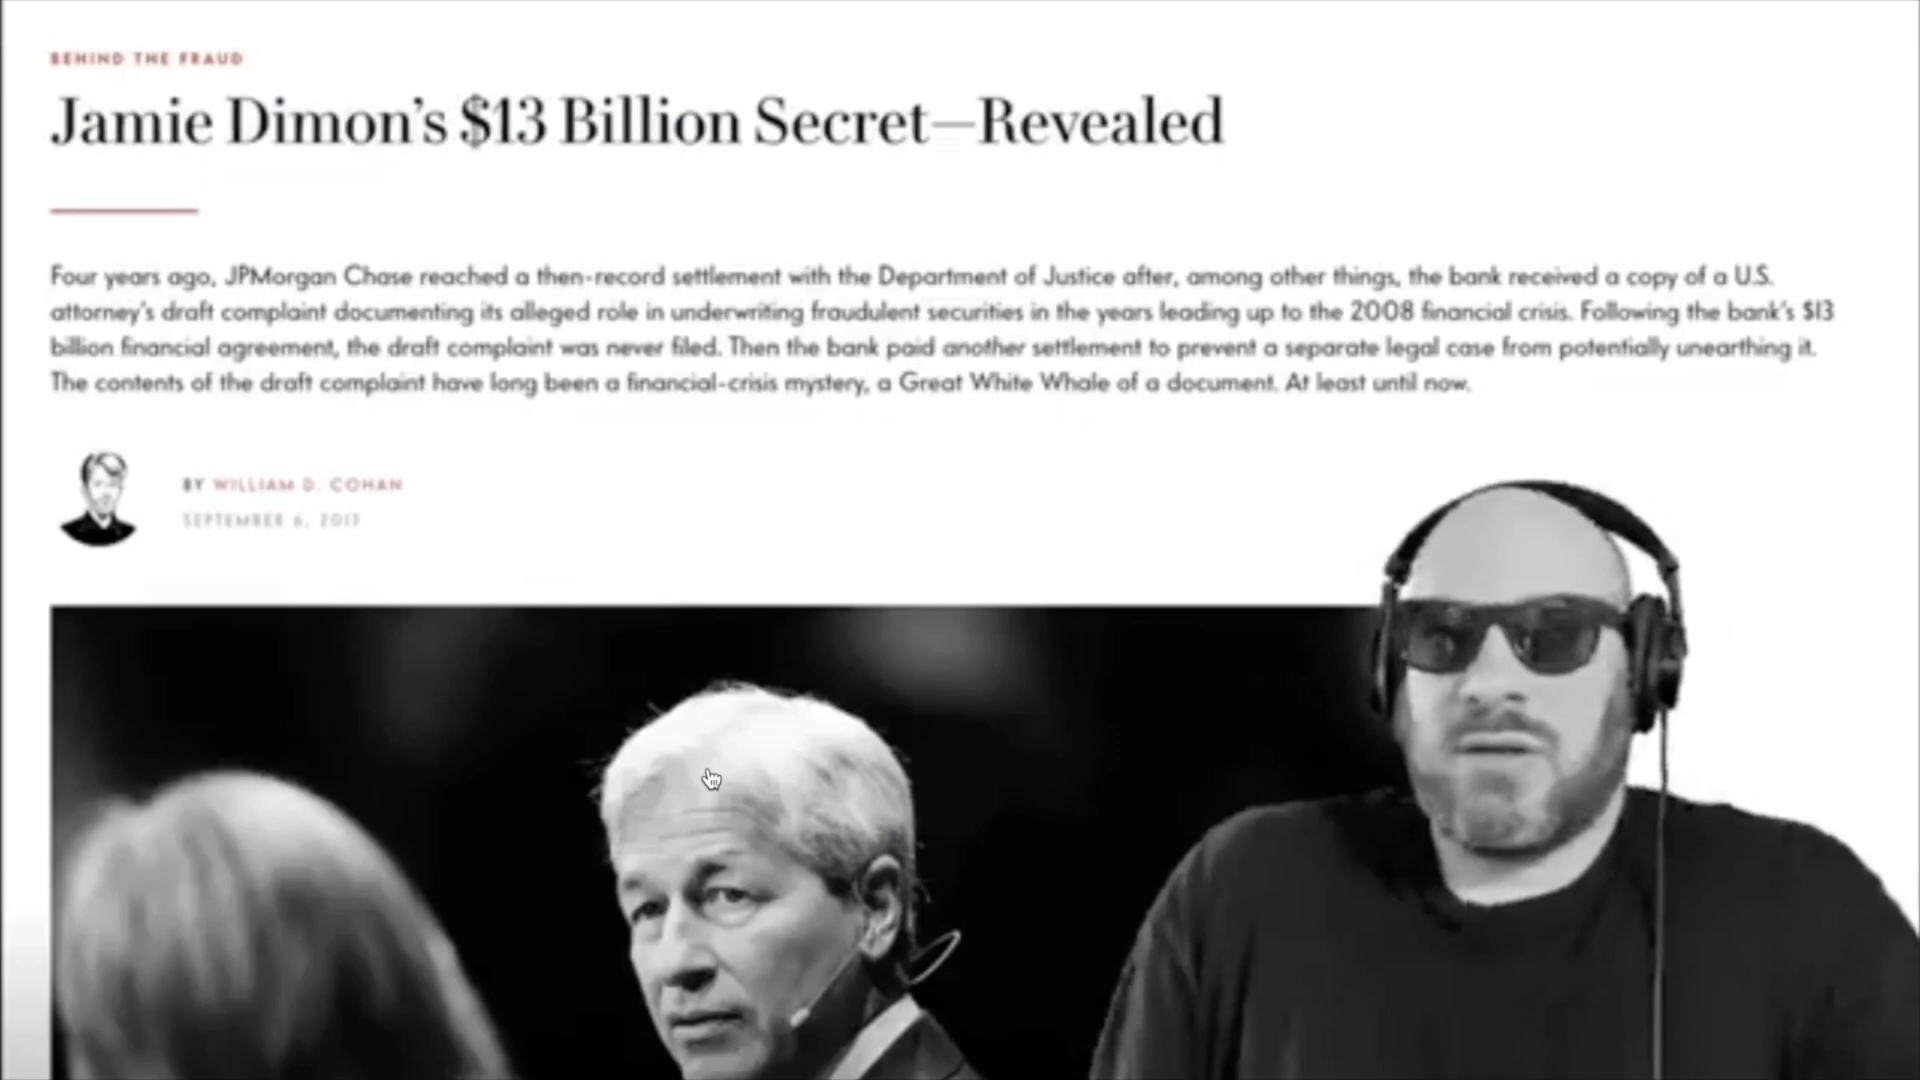 BEHIND THE FRAUD
Jamie Dimon's $13 Billion Secret—Revealed
Four years ago, JPMorgan Chase reached a then-record settlement with the Department of Justice after, among other things, the bank received a copy of a U.S.
attorney's draft complaint documenting its alleged role in underwriting fraudulent securities in the years leading up to the 2008 financial crisis. Following the bank's $13
billion financial agreement, the draft complaint was never filed. Then the bank paid another settlement to prevent a separate legal case from potentially unearthing it.
The contents of the draft complaint have long been a financial-crisis mystery, a Great White Whale of a document. At least until now.
BY WILLIAM D. COHAN
SEPTEMBER 6, 2017